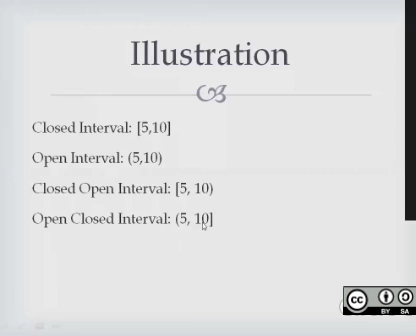 Illustration
Closed Interval: [5,10]
Open Interval: (5,10)
Closed Open Interval: [5, 10)
Open Closed Interval: (5, 10]
cc
BY SA